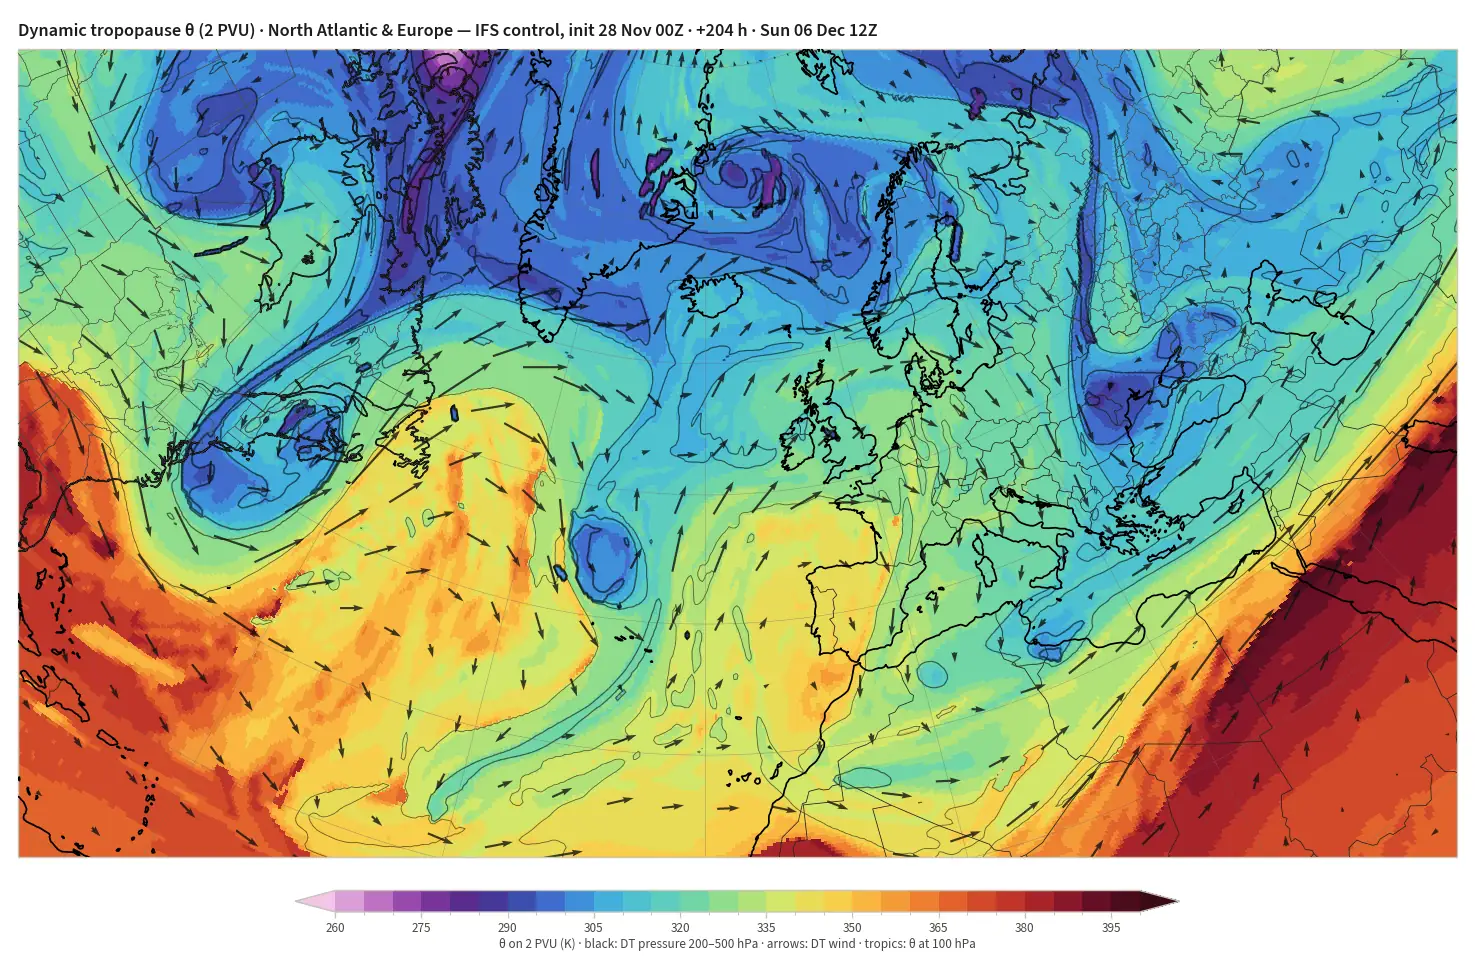 Dynamic tropopause θ (2 PVU) · North Atlantic & Europe — IFS control, init 28 Nov 00Z · +204 h · Sun 06 Dec 12Z
260 275 290 305 320 335 350 365 380 395
θ on 2 PVU (K) · black: DT pressure 200–500 hPa · arrows: DT wind · tropics: θ at 100 hPa